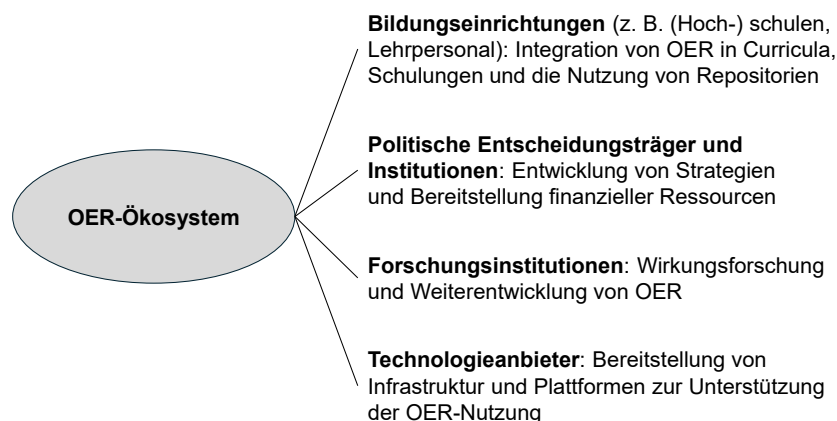 Bildungseinrichtungen (z. B. (Hoch-) schulen,
Lehrpersonal): Integration von OER in Curricula,
Schulungen und die Nutzung von Repositorien
Politische Entscheidungsträger und
Institutionen: Entwicklung von Strategien
und Bereitstellung finanzieller Ressourcen
OER-Ökosystem
Forschungsinstitutionen: Wirkungsforschung
und Weiterentwicklung von OER
Technologieanbieter: Bereitstellung von
Infrastruktur und Plattformen zur Unterstützung
der OER-Nutzung